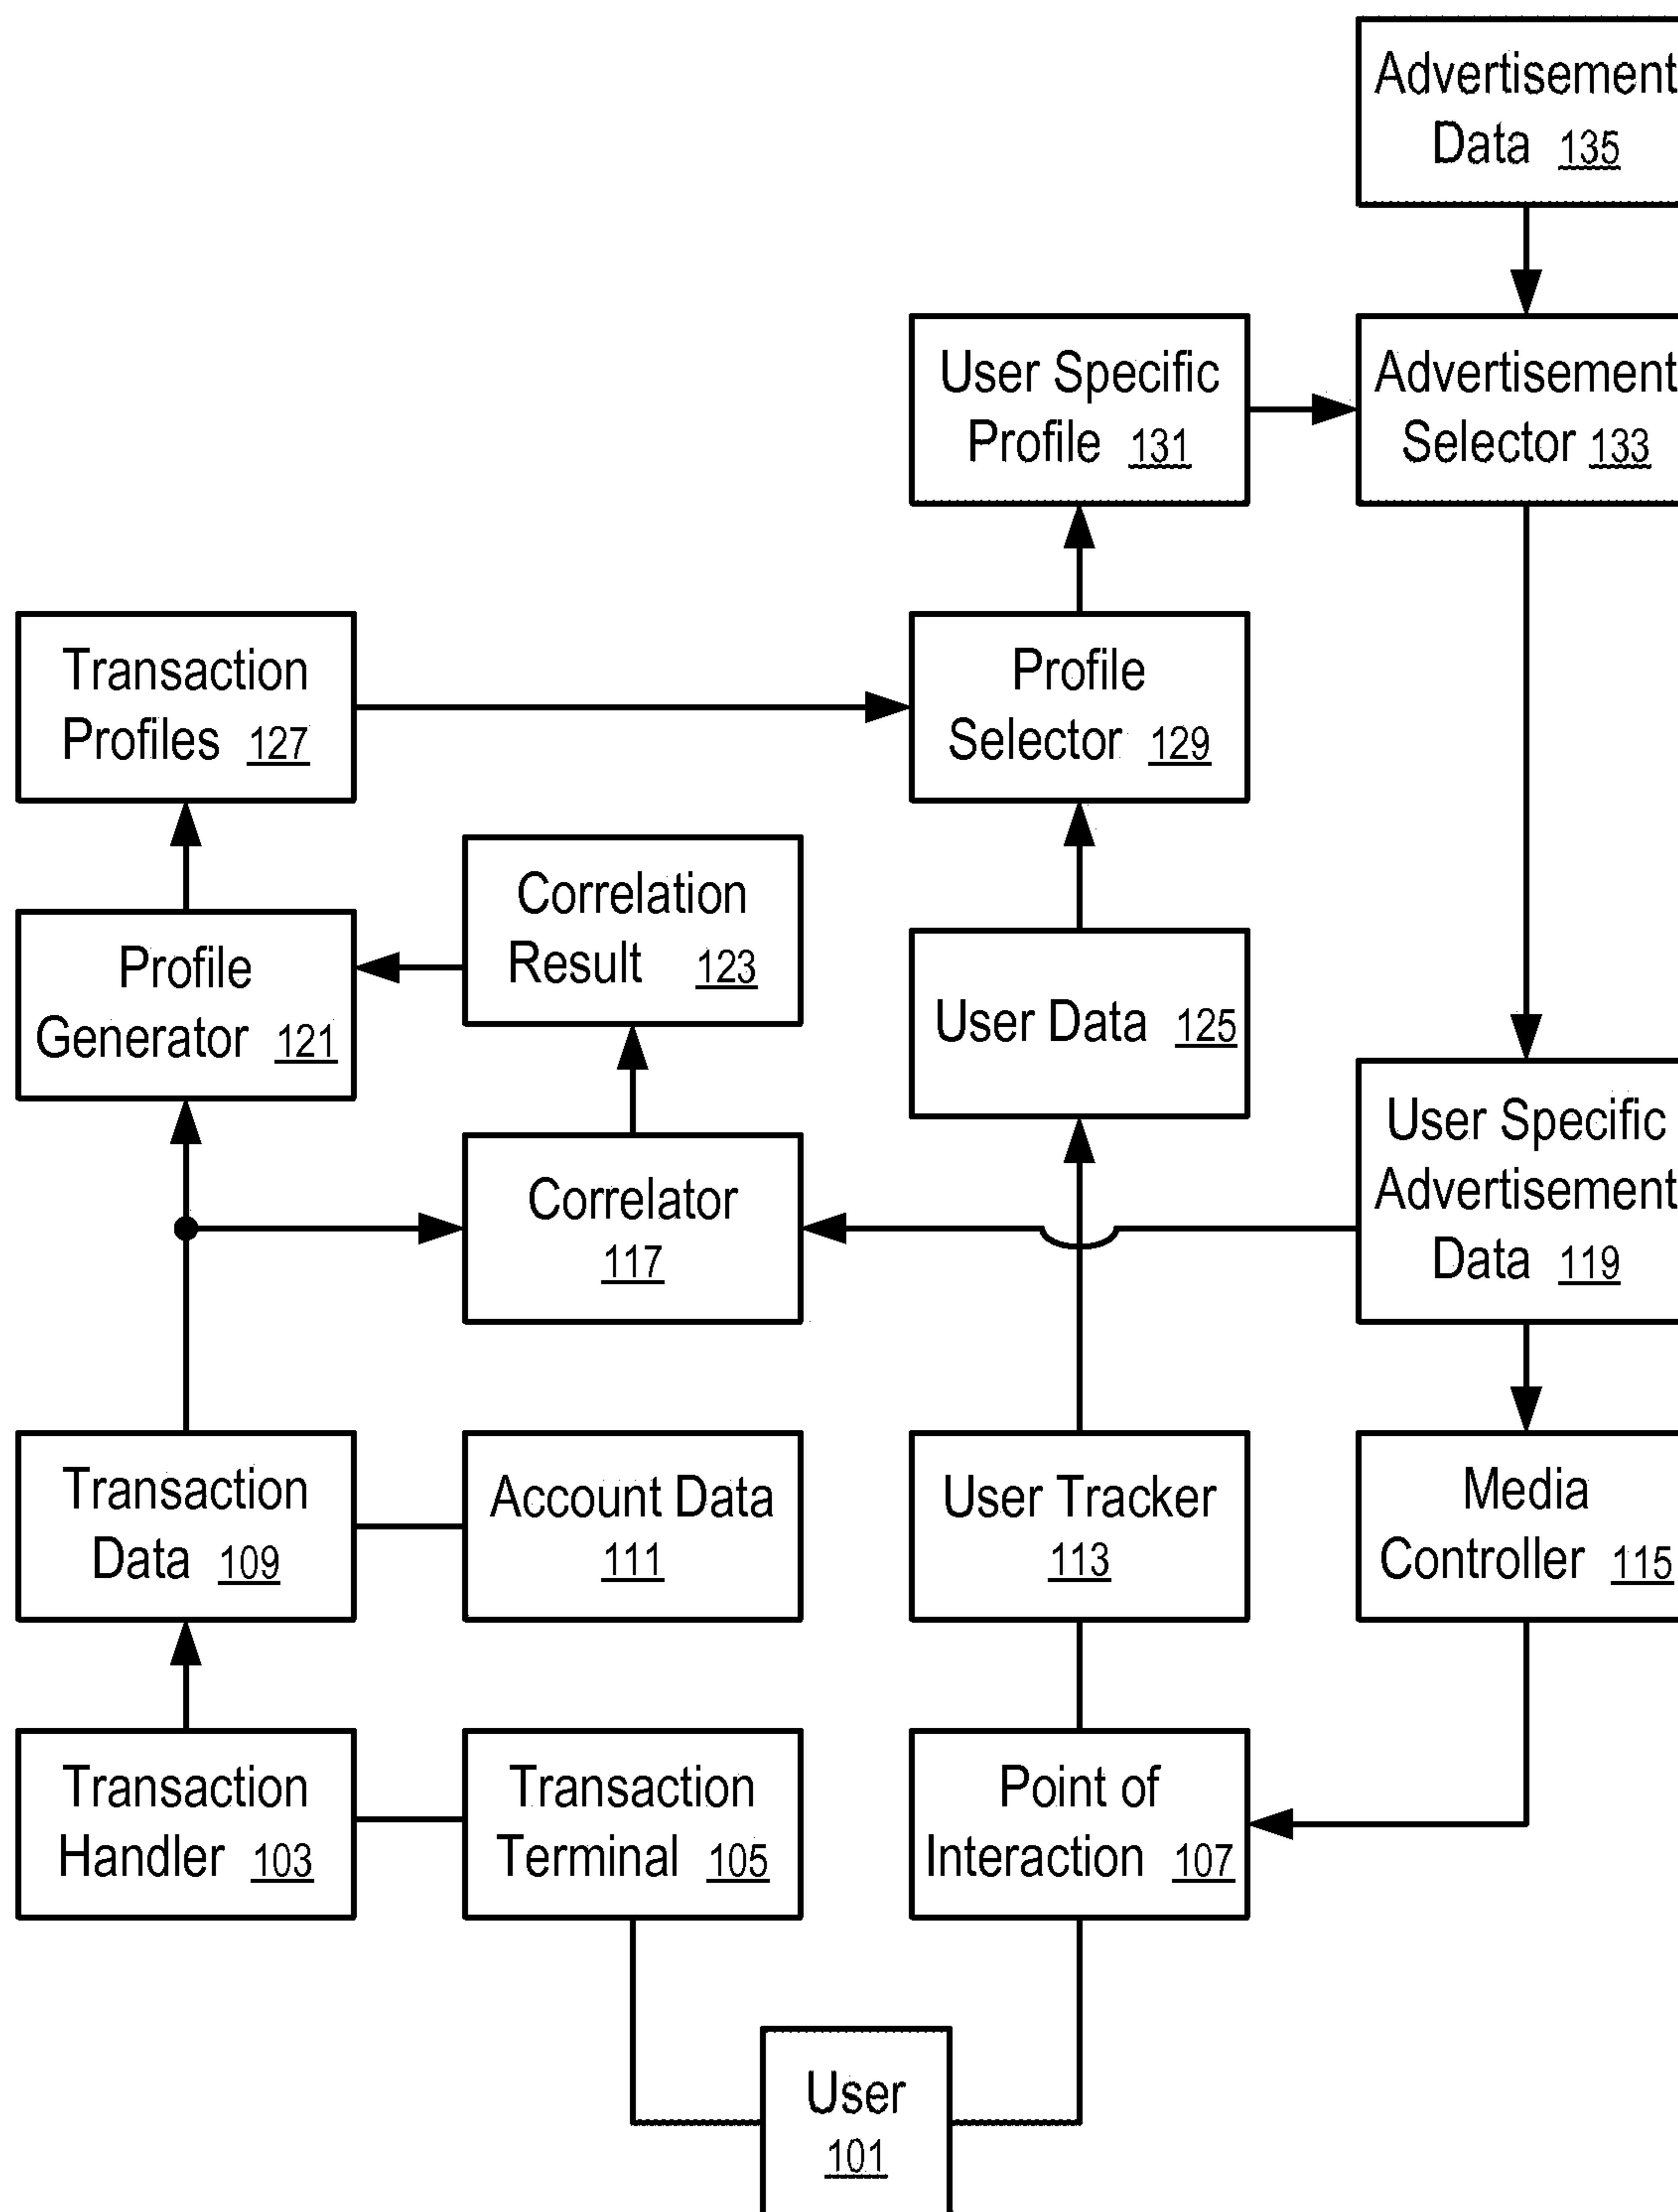 Advertisement
Data 135
User Specific
Profile 131
Advertisement
Selector 133
Transaction
Profiles 127
Profile
Selector 129
Correlation
Result 123
Profile
Generator 121
User Data 125
User Specific
Advertisement
Data 119
Correlator
117
Transaction
Data 109
Account Data
111
User Tracker
113
Media
Controller 115
Transaction
Handler 103
Transaction
Terminal 105
Point of
Interaction 107
User
101